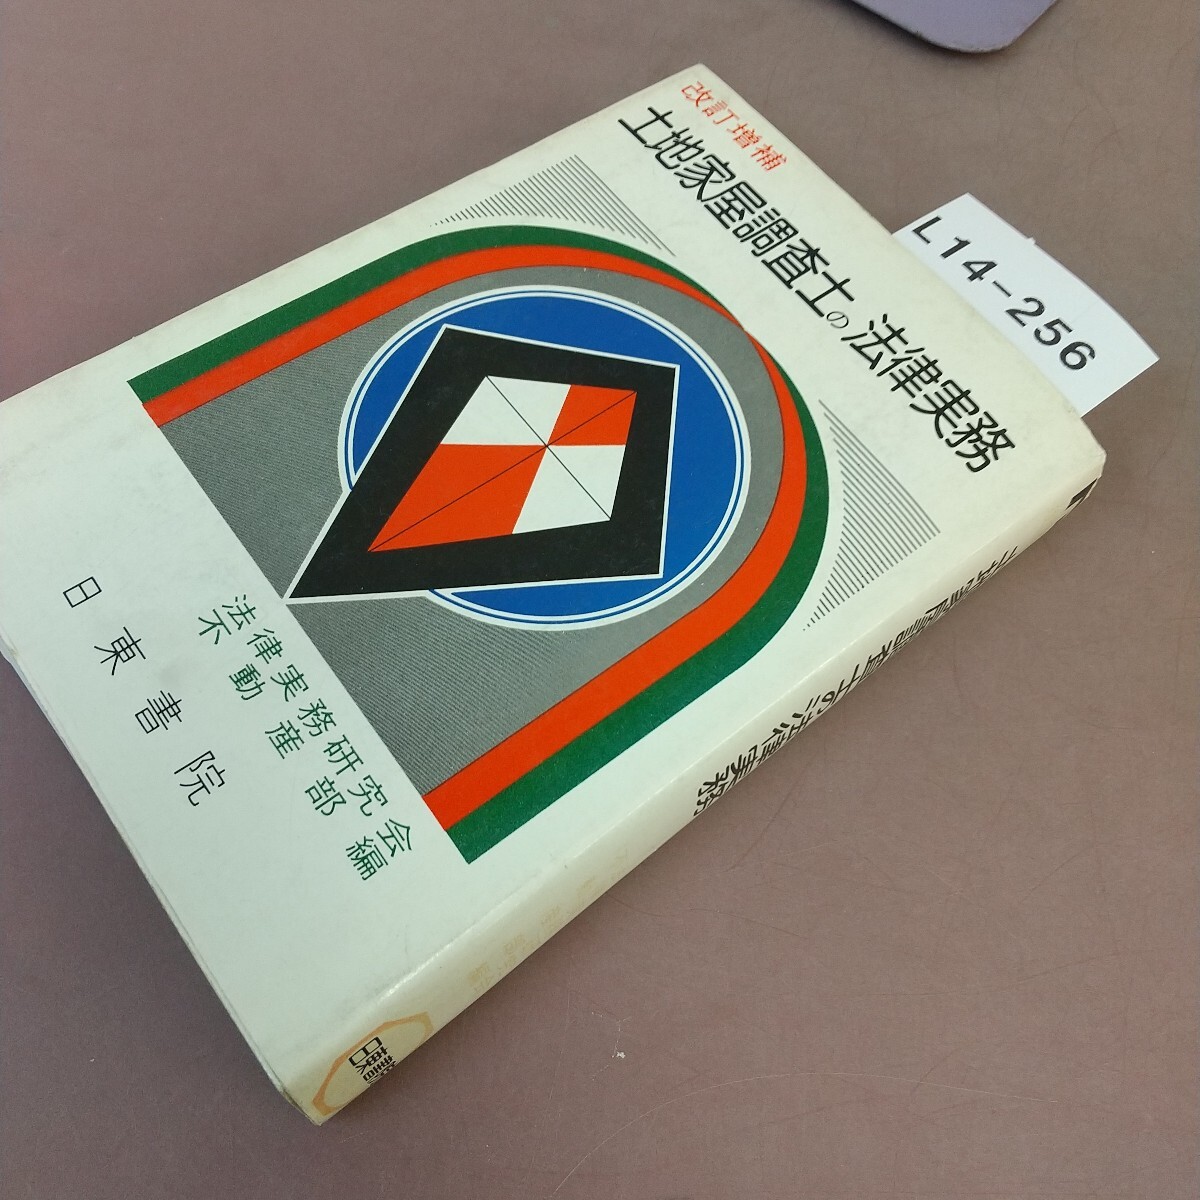 改訂増補
土地家屋調査士の法律実務
L14-256
法律実務研究会
不動産部編
日東書院
土地家屋調査士の法律実務